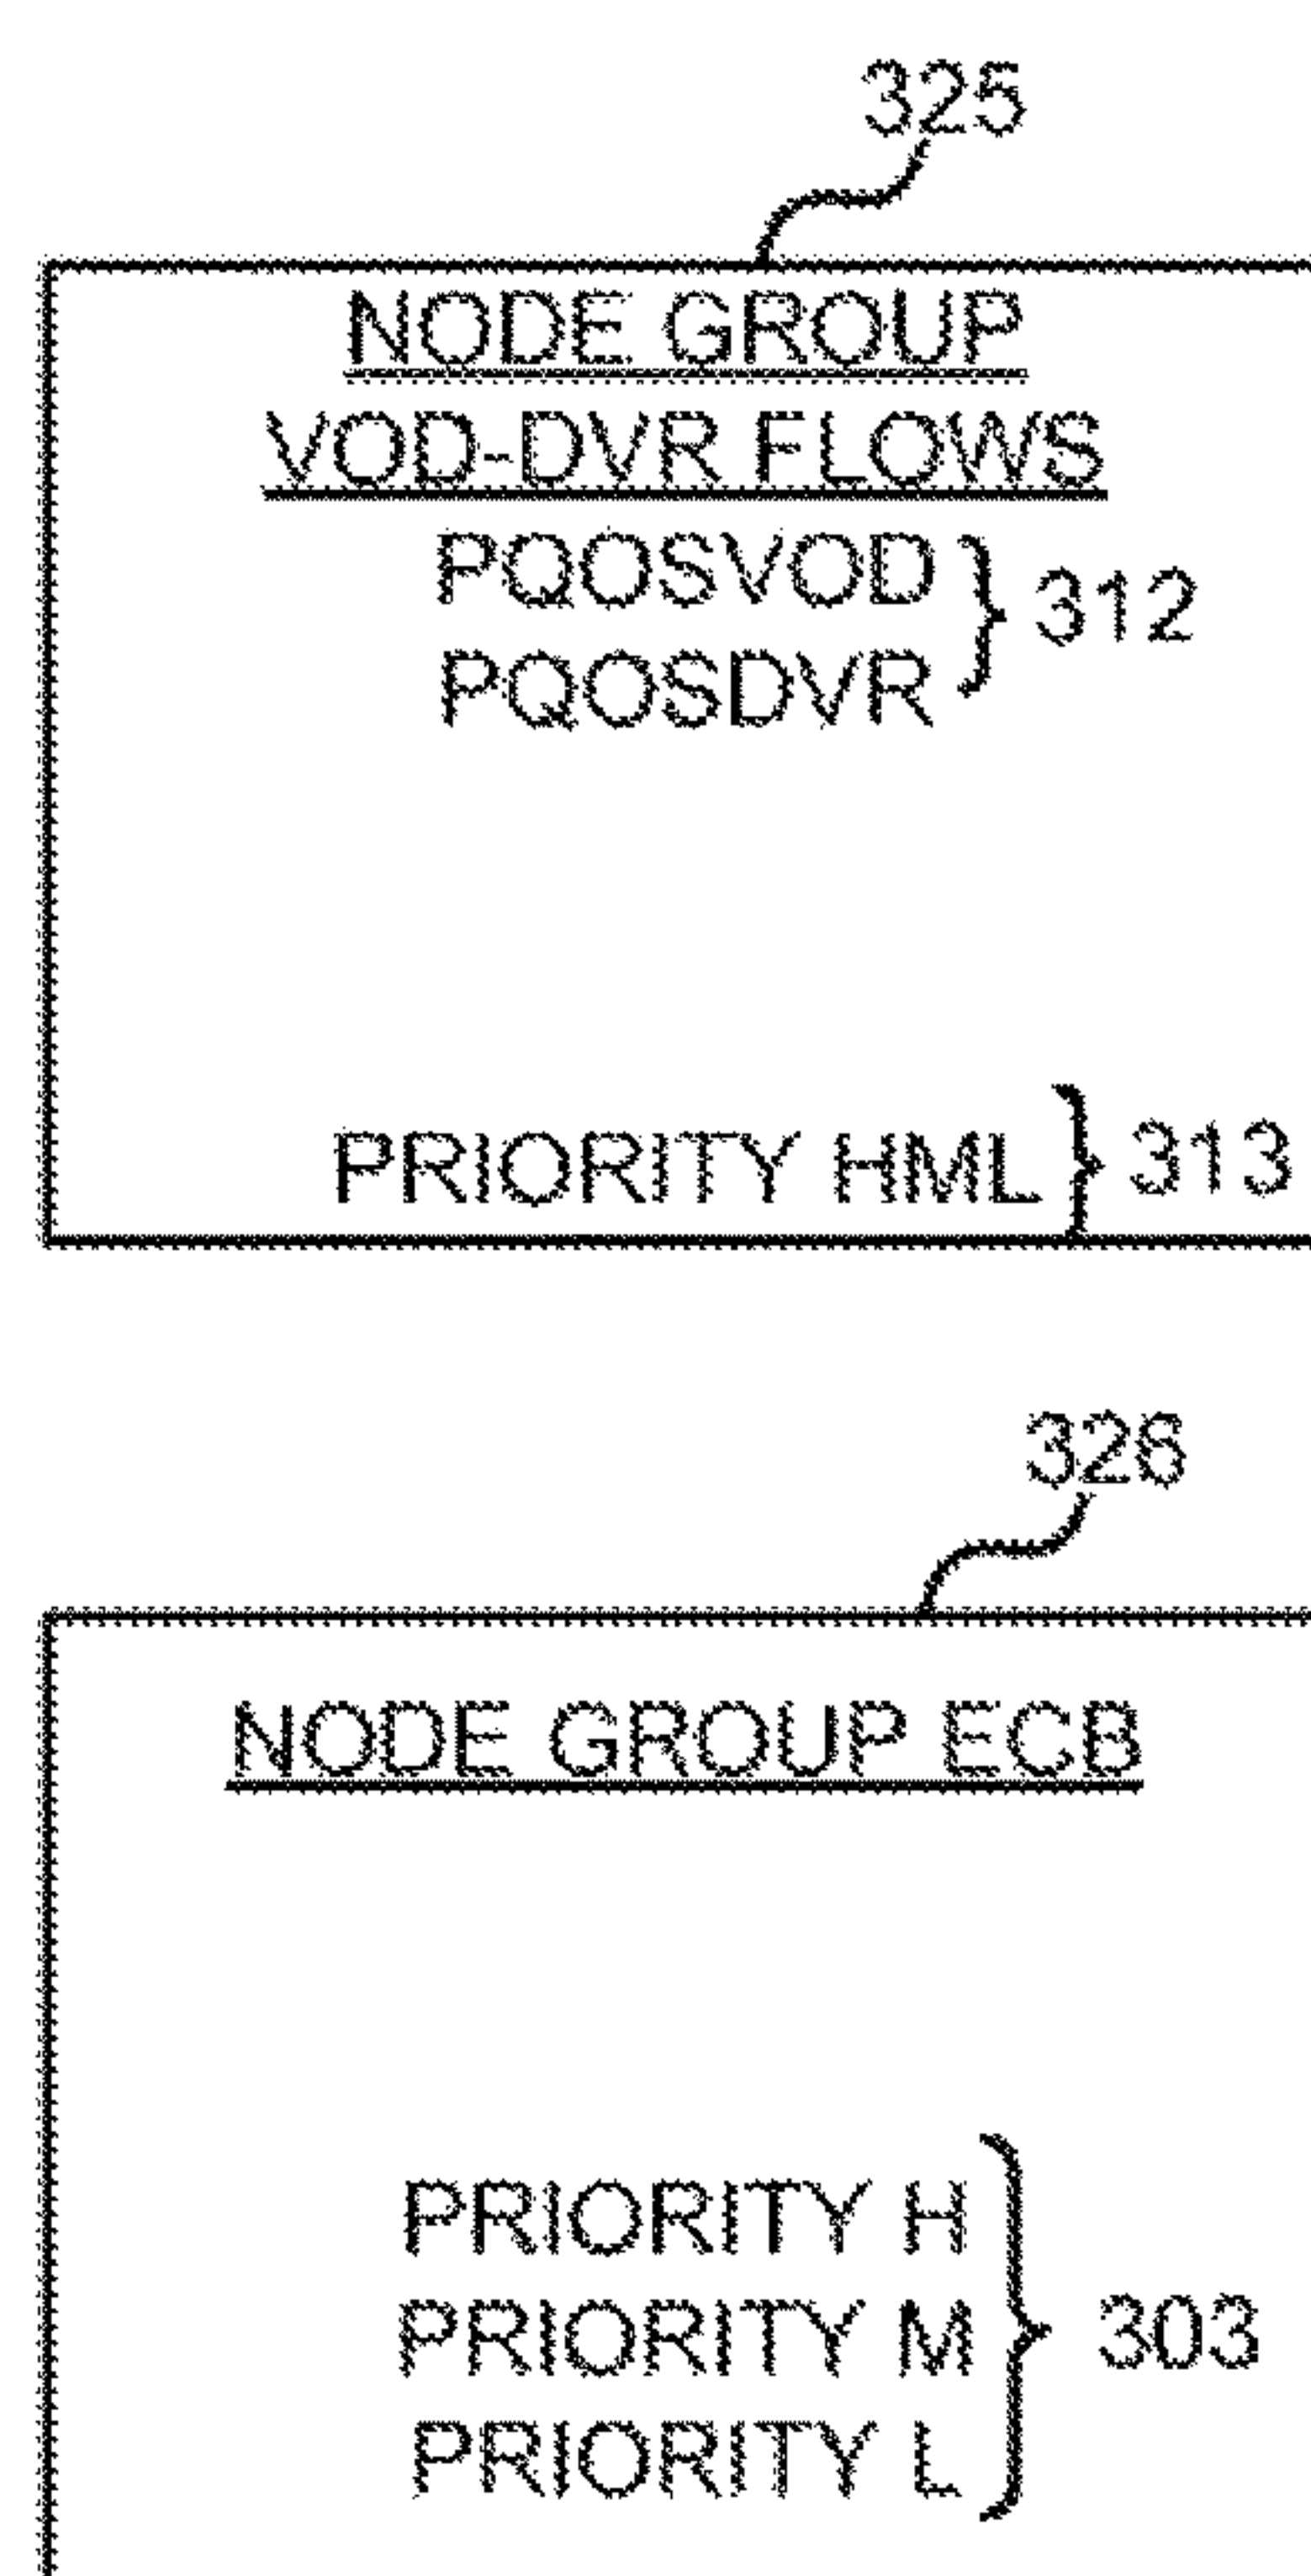 325
NODE GROUP
VOD-DVR FLOWS
PQOSVOD
312
PQOSDVR
PRIORITY HML 313
326
NODE GROUP ECB
PRIORITY H
PRIORITY M 303
PRIORITY L